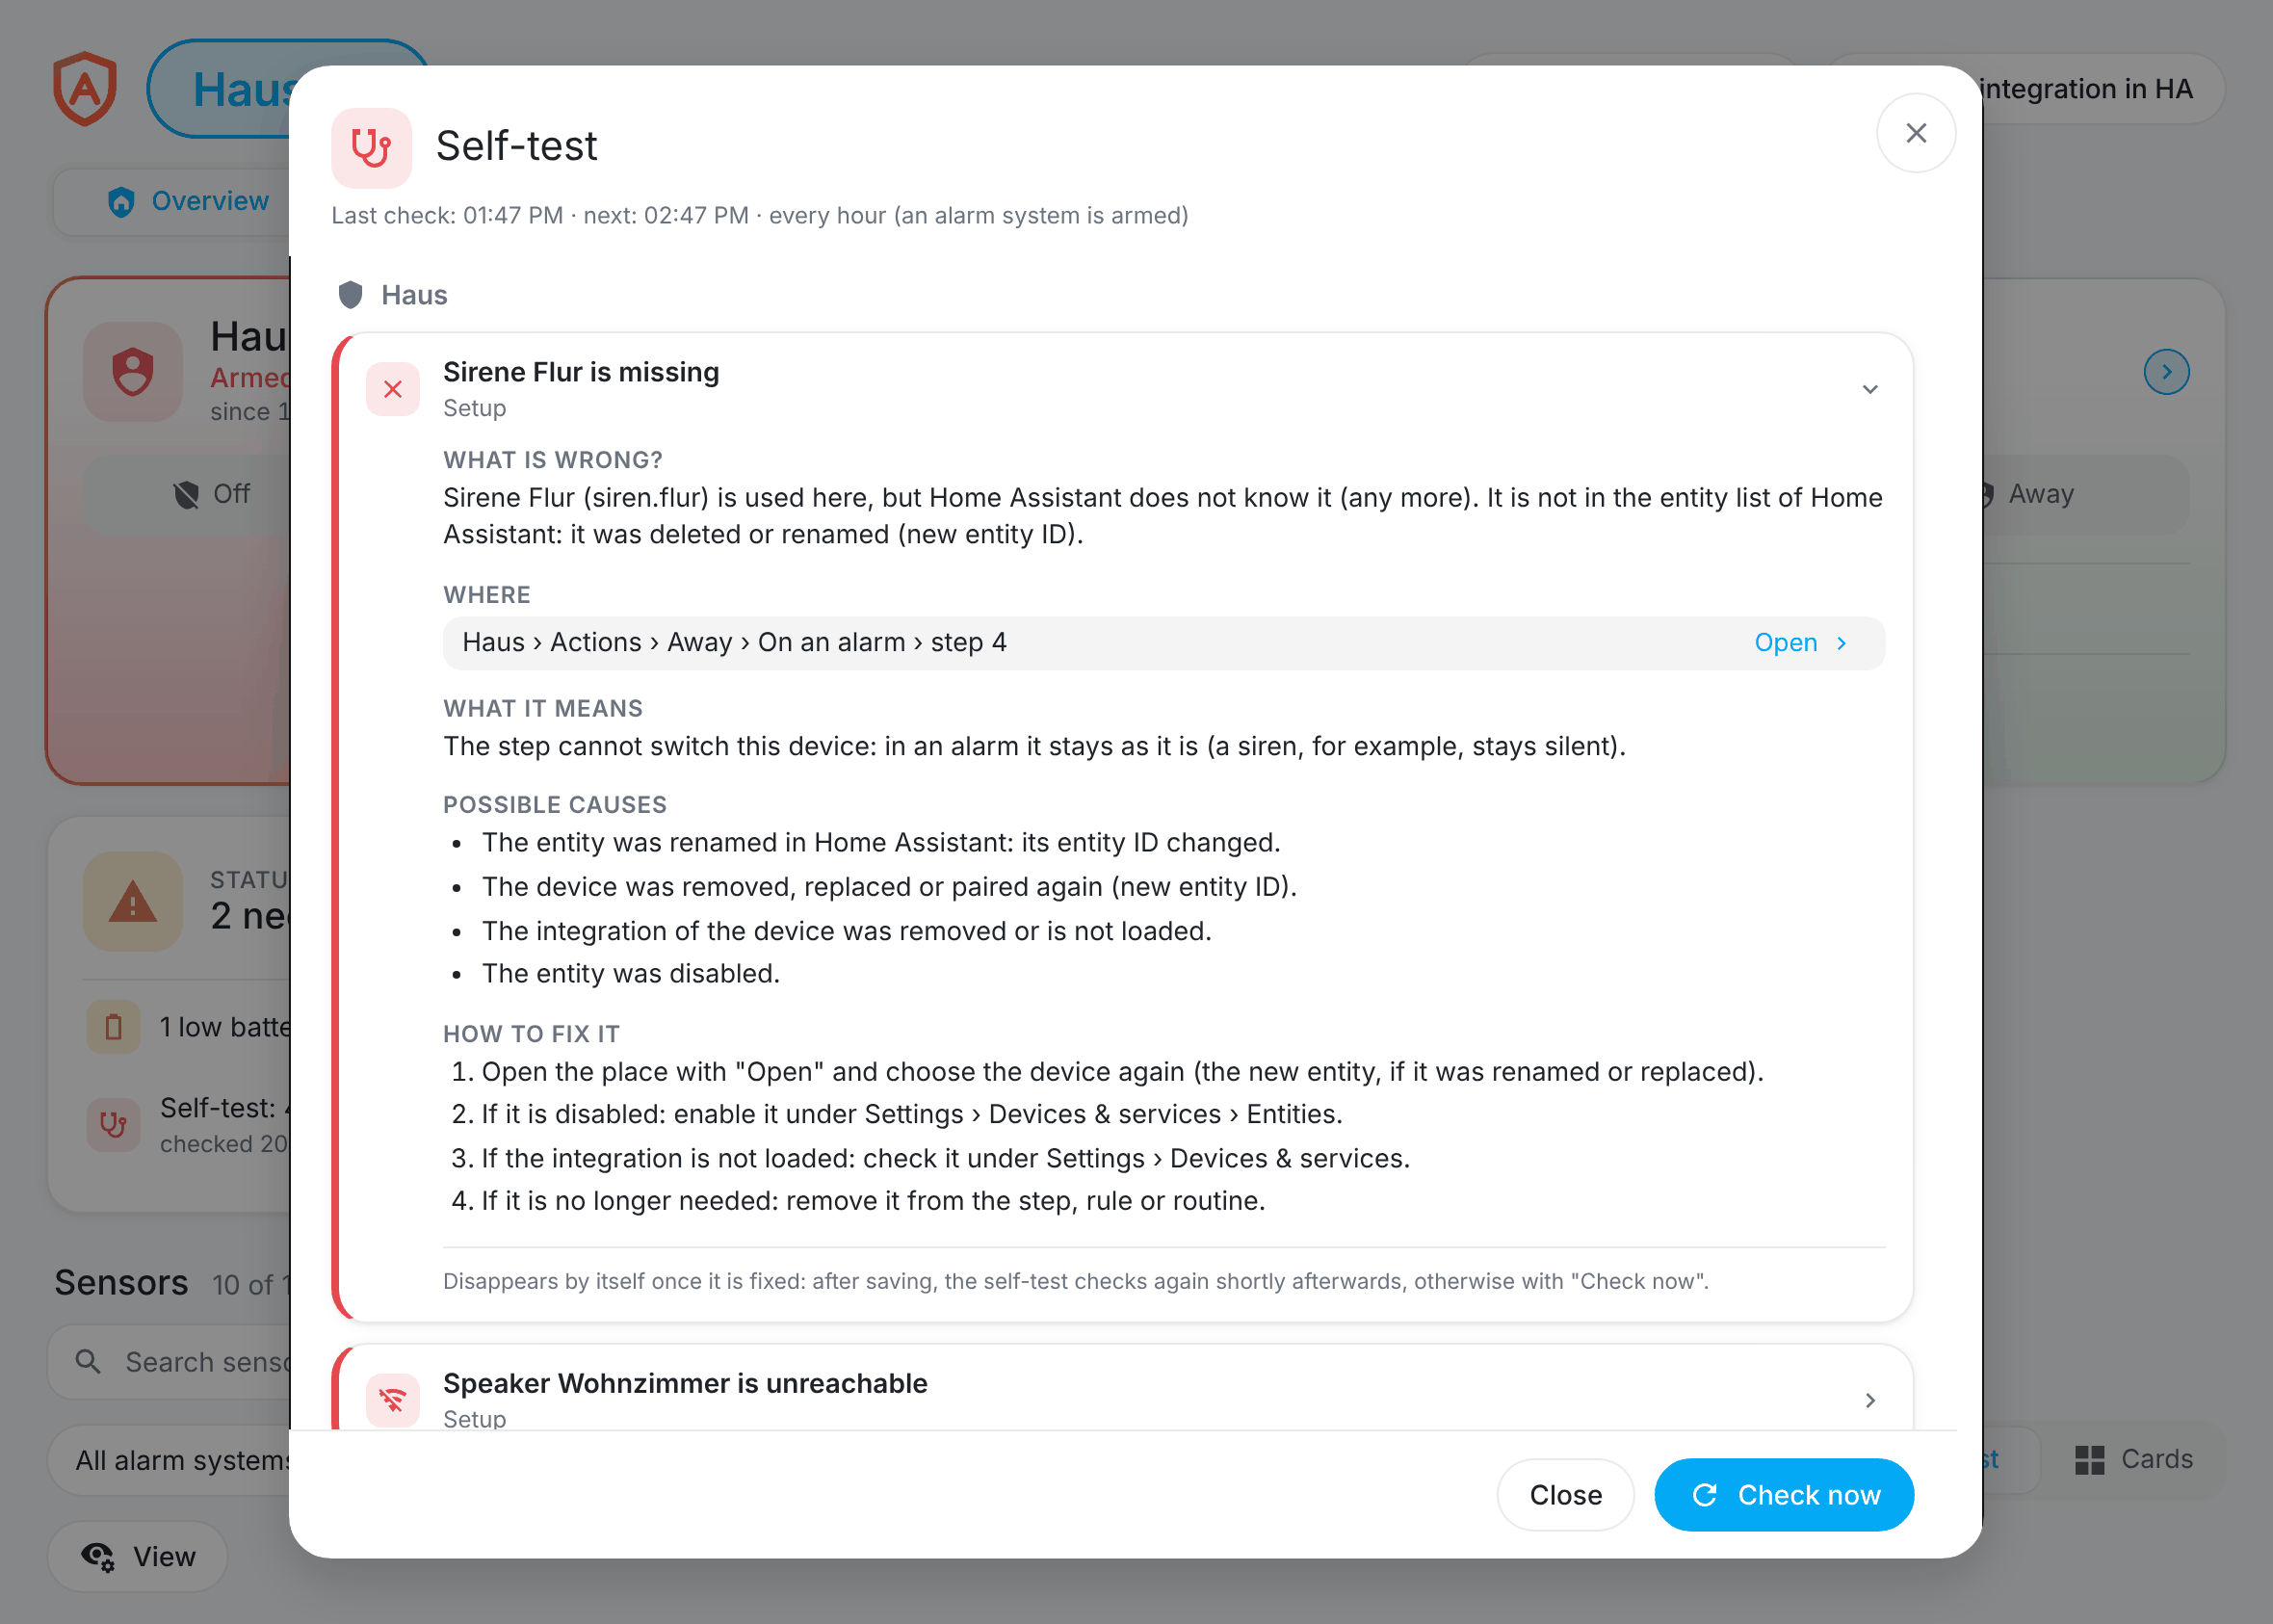 Haus
integration in HA
Overview
Self-test
Last check: 01:47 PM · next: 02:47 PM · every hour (an alarm system is armed)
Haus
Armed
since
Off
Away
STATU
2
1 low
Self-test:
checked 20
Sensors 10 of
Search
All alarm systems
View
Cards
Haus
Sirene Flur is missing
Setup
WHAT IS WRONG?
Sirene Flur (siren.flur) is used here, but Home Assistant does not know it (any more). It is not in the entity list of Home
Assistant: it was deleted or renamed (new entity ID).
WHERE
Haus › Actions › Away › On an alarm › step 4
Open
WHAT IT MEANS
The step cannot switch this device: in an alarm it stays as it is (a siren, for example, stays silent).
POSSIBLE CAUSES
• The entity was renamed in Home Assistant: its entity ID changed.
• The device was removed, replaced or paired again (new entity ID).
• The integration of the device was removed or is not loaded.
• The entity was disabled.
HOW TO FIX IT
1. Open the place with "Open" and choose the device again (the new entity, if it was renamed or replaced).
2. If it is disabled: enable it under Settings › Devices & services › Entities.
3. If the integration is not loaded: check it under Settings › Devices & services.
4. If it is no longer needed: remove it from the step, rule or routine.
Disappears by itself once it is fixed: after saving, the self-test checks again shortly afterwards, otherwise with "Check now".
Speaker Wohnzimmer is unreachable
Setup
Close
Check now